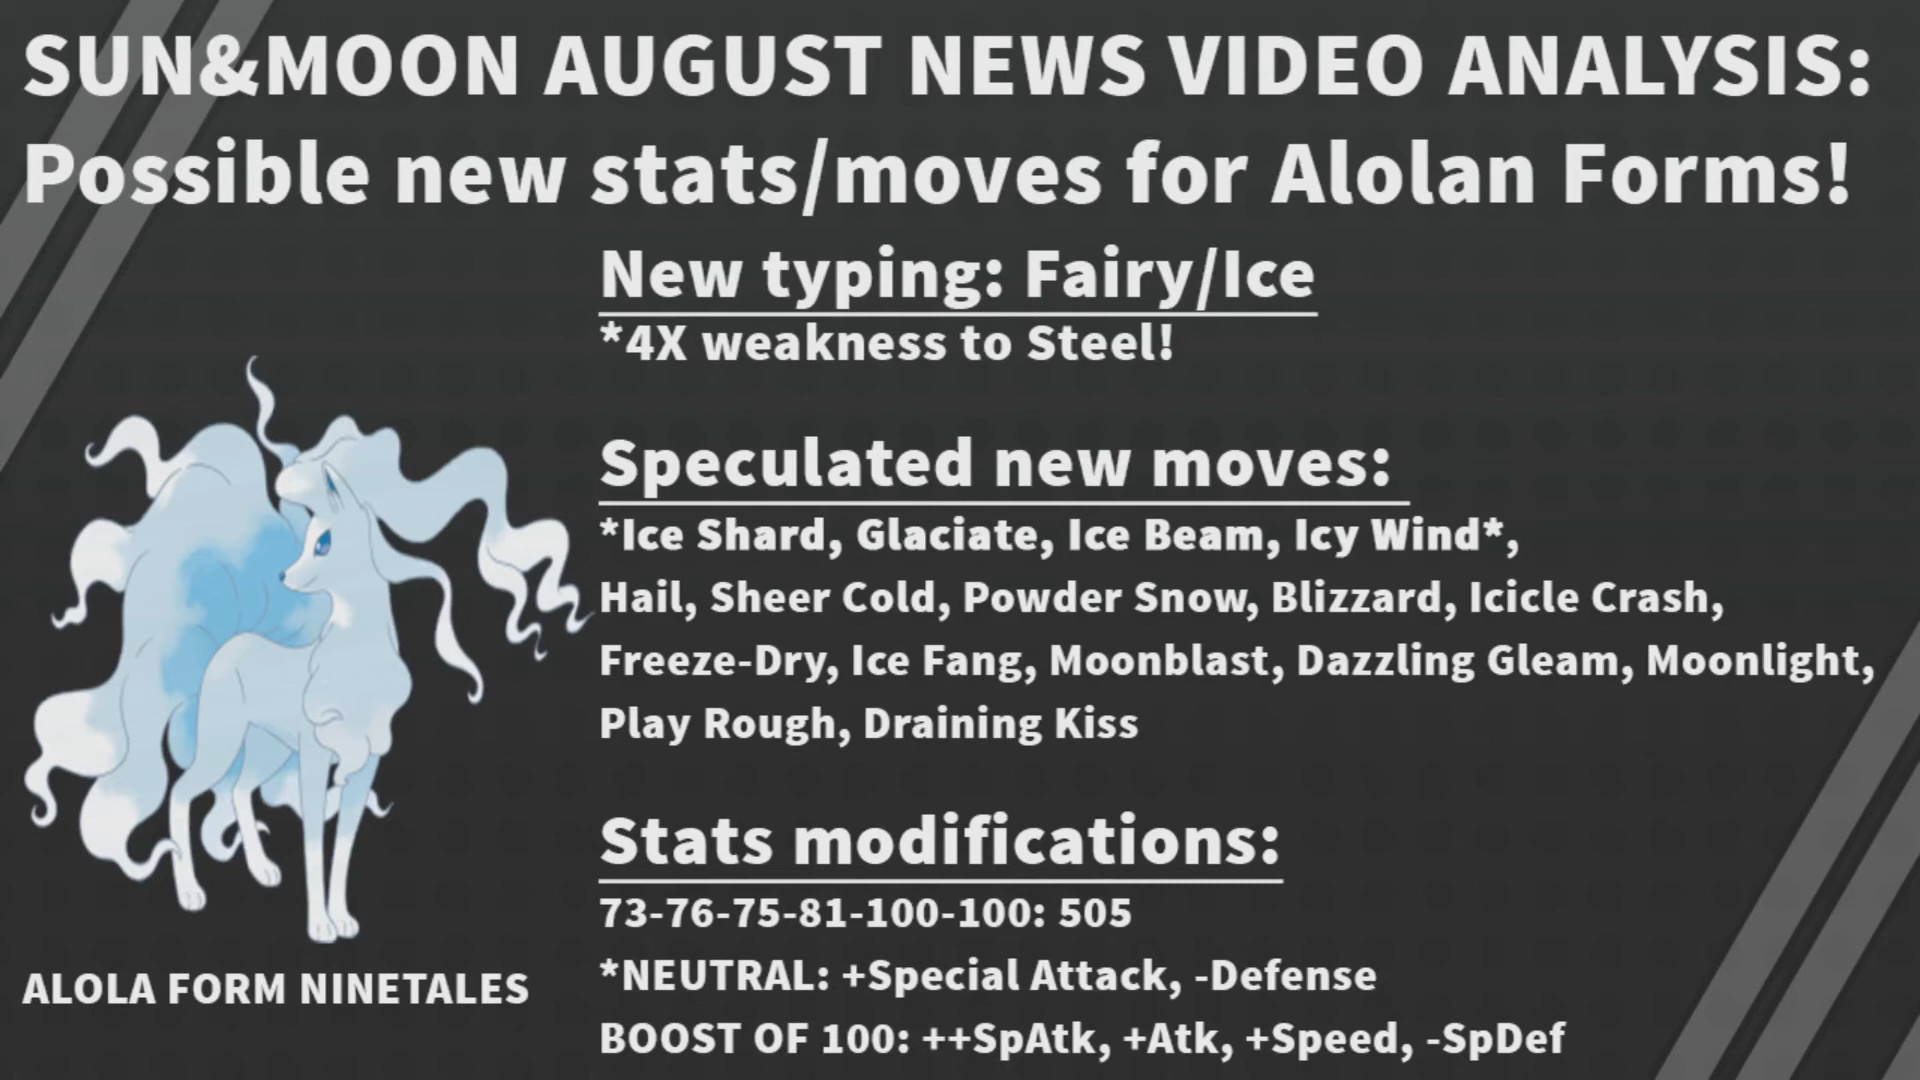 SUN&MOON AUGUST NEWS VIDEO ANALYSIS:
Possible new stats/moves for Alolan Forms!
New typing: Fairy/Ice
*4X weakness to Steel!
Speculated new moves:
*Ice Shard, Glaciate, Ice Beam, Icy Wind*,
Hail, Sheer Cold, Powder Snow, Blizzard, Icicle Crash,
Freeze-Dry, Ice Fang, Moonblast, Dazzling Gleam, Moonlight,
Play Rough, Draining Kiss
Stats modifications:
73-76-75-81-100-100: 505
*NEUTRAL: +Special Attack, -Defense
BOOST OF 100: ++SpAtk, +Atk, +Speed, -SpDef
ALOLA FORM NINETALES